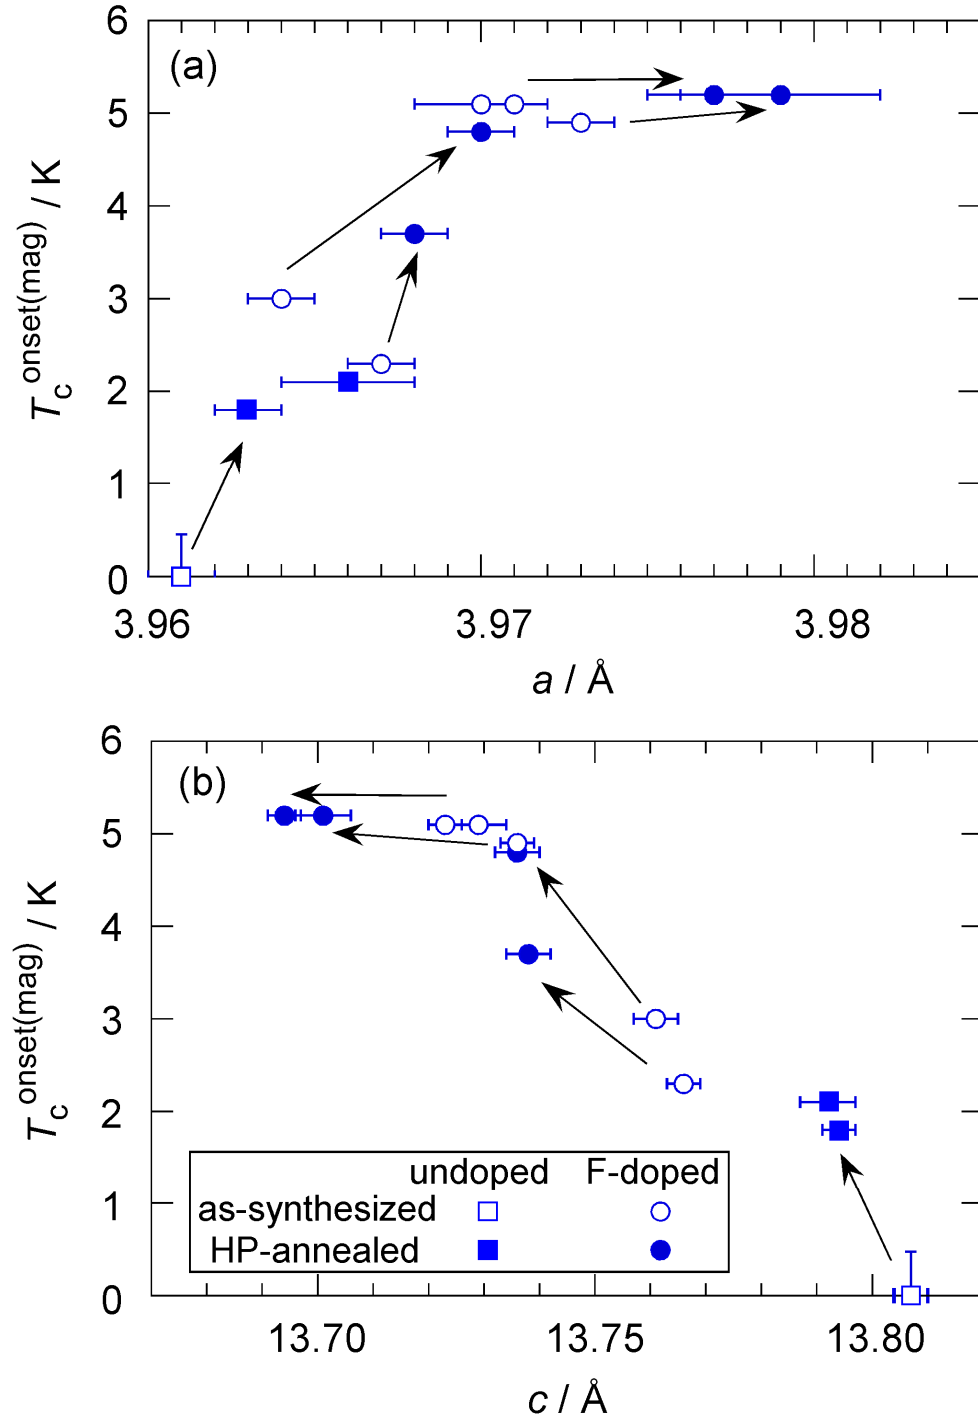 (a)
6
5
4
3
2
1
0
T_c^onset(mag) / K
3.96 3.97 3.98
a / Å
(b)
6
5
4
3
2
1
0
T_c^onset(mag) / K
undoped F-doped
as-synthesized
HP-annealed
13.70 13.75 13.80
c / Å